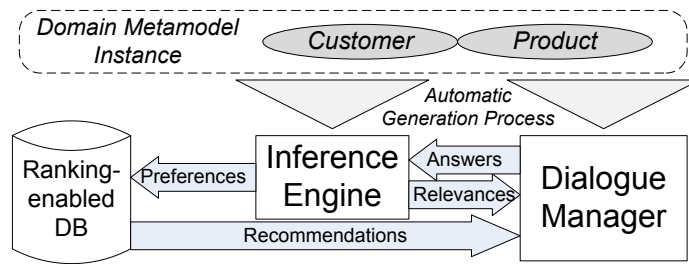 Domain Metamodel
Instance
Customer
Product
Automatic
Generation Process
Ranking-
enabled
DB
Preferences
Inference
Engine
Answers
Relevances
Dialogue
Manager
Recommendations